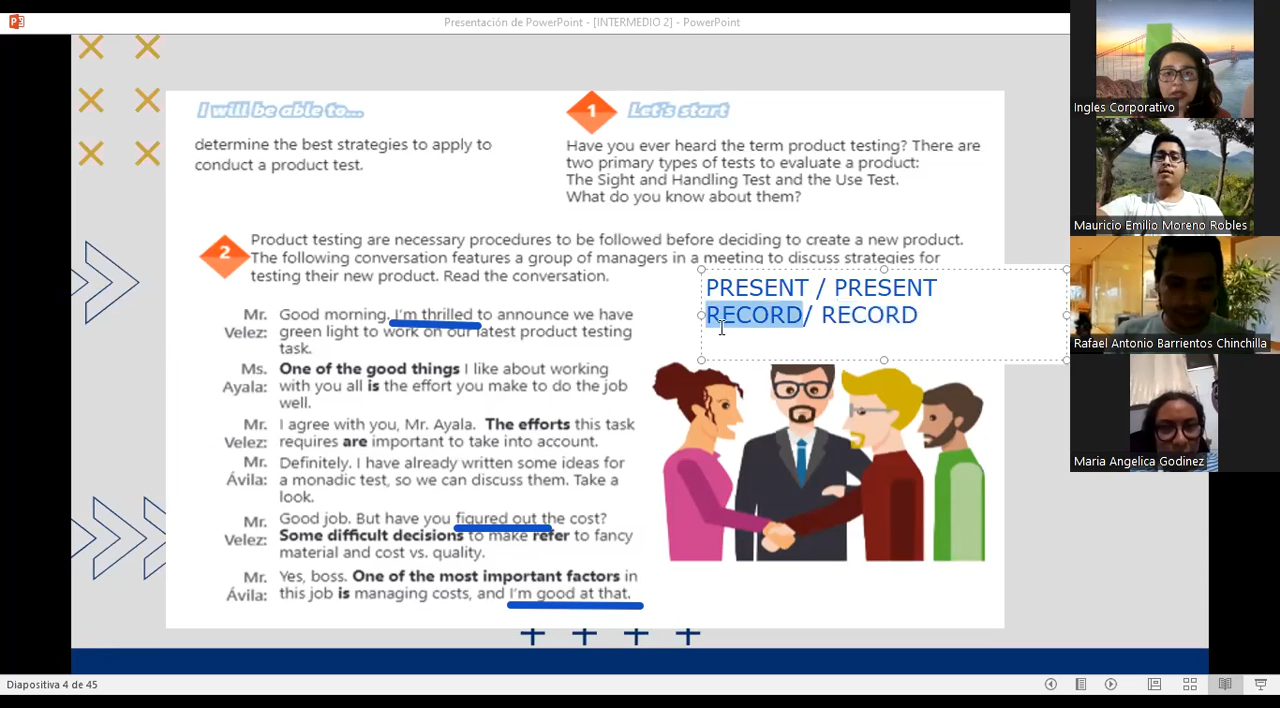 Presentación de PowerPoint - [INTERMEDIO 2] - PowerPoint
I will be able to...
determine the best strategies to apply to
conduct a product test.
1
Let's start
Have you ever heard the term product testing? There are
two primary types of tests to evaluate a product:
The Sight and Handling Test and the Use Test.
What do you know about them?
2
Product testing are necessary procedures to be followed before deciding to create a new product.
The following conversation features a group of managers in a meeting to discuss strategies for
testing their new product. Read the conversation.
PRESENT / PRESENT
RECORD/ RECORD
Mr. Good morning. I'm thrilled to announce we have
Velez: green light to work on our latest product testing
task.
Ms. One of the good things I like about working
Ayala: with you all is the effort you make to do the job
well.
Mr. I agree with you, Mr. Ayala. The efforts this task
Velez: requires are important to take into account.
Mr. Definitely. I have already written some ideas for
Ávila: a monadic test, so we can discuss them. Take a
look.
Mr. Good job. But have you figured out the cost?
Velez: Some difficult decisions to make refer to fancy
material and cost vs. quality.
Mr. Yes, boss. One of the most important factors in
Ávila: this job is managing costs, and I'm good at that.
Ingles Corporativo
Mauricio Emilio Moreno Robles
Rafael Antonio Barrientos Chinchilla
Maria Angelica Godinez
Diapositiva 4 de 45